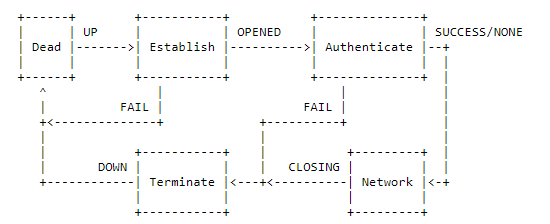 UP OPENED SUCCESS/NONE
Dead Establish Authenticate
FAIL FAIL
DOWN CLOSING
Terminate Network